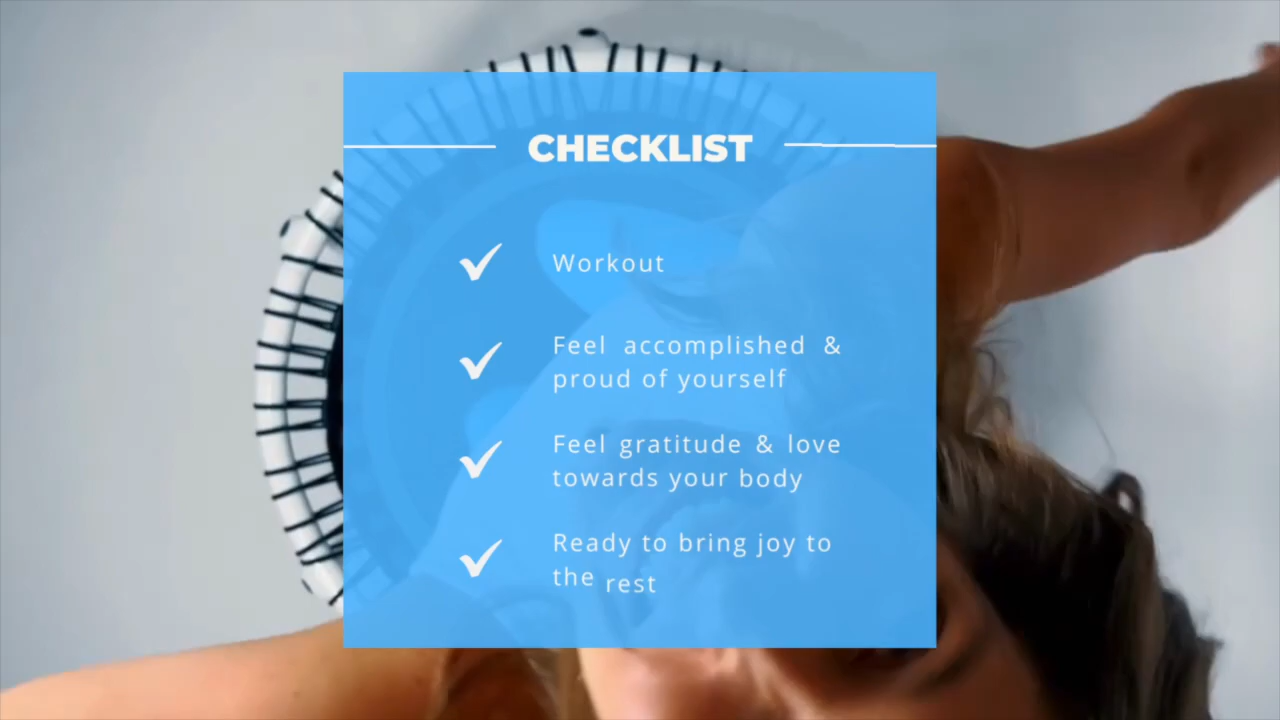 CHECKLIST
Workout
Feel accomplished &
proud of yourself
Feel gratitude & love
towards your body
Ready to bring joy to
the rest